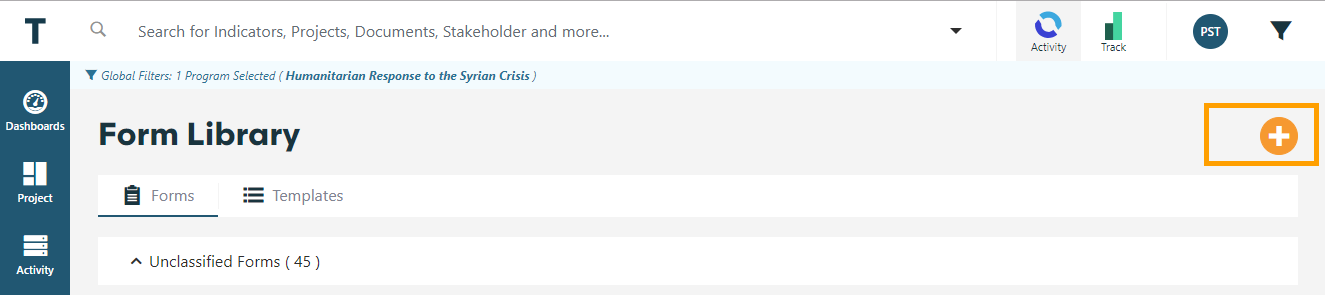 T
Search for Indicators, Projects, Documents, Stakeholder and more...
Activity
Track
PST
Global Filters: 1 Program Selected ( Humanitarian Response to the Syrian Crisis )
Dashboards
Project
Activity
Form Library
Forms
Templates
Unclassified Forms ( 45 )